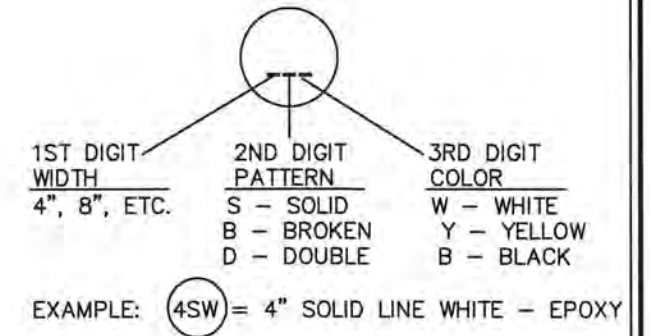 1ST DIGIT 2ND DIGIT 3RD DIGIT
WIDTH PATTERN COLOR
4", 8", ETC. S – SOLID W – WHITE
B – BROKEN Y – YELLOW
D – DOUBLE B – BLACK
EXAMPLE: 4SW = 4" SOLID LINE WHITE – EPOXY